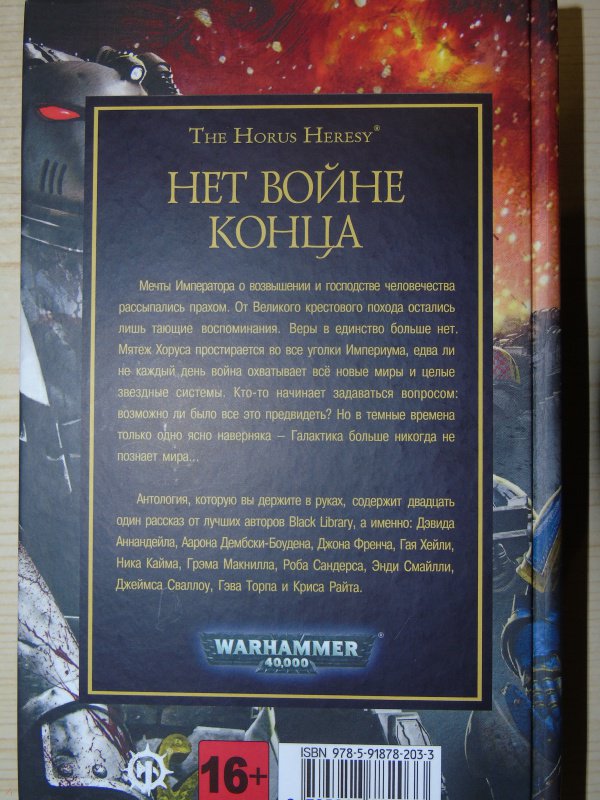 THE HORUS HERESY®
НЕТ ВОЙНЕ
КОНЦА
Мечты Императора о возвышении и господстве человечества
рассыпались прахом. От Великого крестового похода остались
лишь тающие воспоминания. Веры в единство больше нет.
Мятеж Хоруса простирается во все уголки Империума, едва ли
не каждый день война охватывает всё новые миры и целые
звездные системы. Кто-то начинает задаваться вопросом:
возможно ли было все это предвидеть? Но в темные времена
только одно ясно наверняка – Галактика больше никогда не
познает мира...
Антология, которую вы держите в руках, содержит двадцать
один рассказ от лучших авторов Black Library, а именно: Дэвида
Аннандейла, Аарона Дембски-Боудена, Джона Френча, Гая Хейли,
Ника Кайма, Грэма Макнилла, Роба Сандерса, Энди Смайлли,
Джеймса Сваллоу, Гэва Торпа и Криса Райта.
WARHAMMER®
40,000
16+
ISBN 978-5-91878-203-3